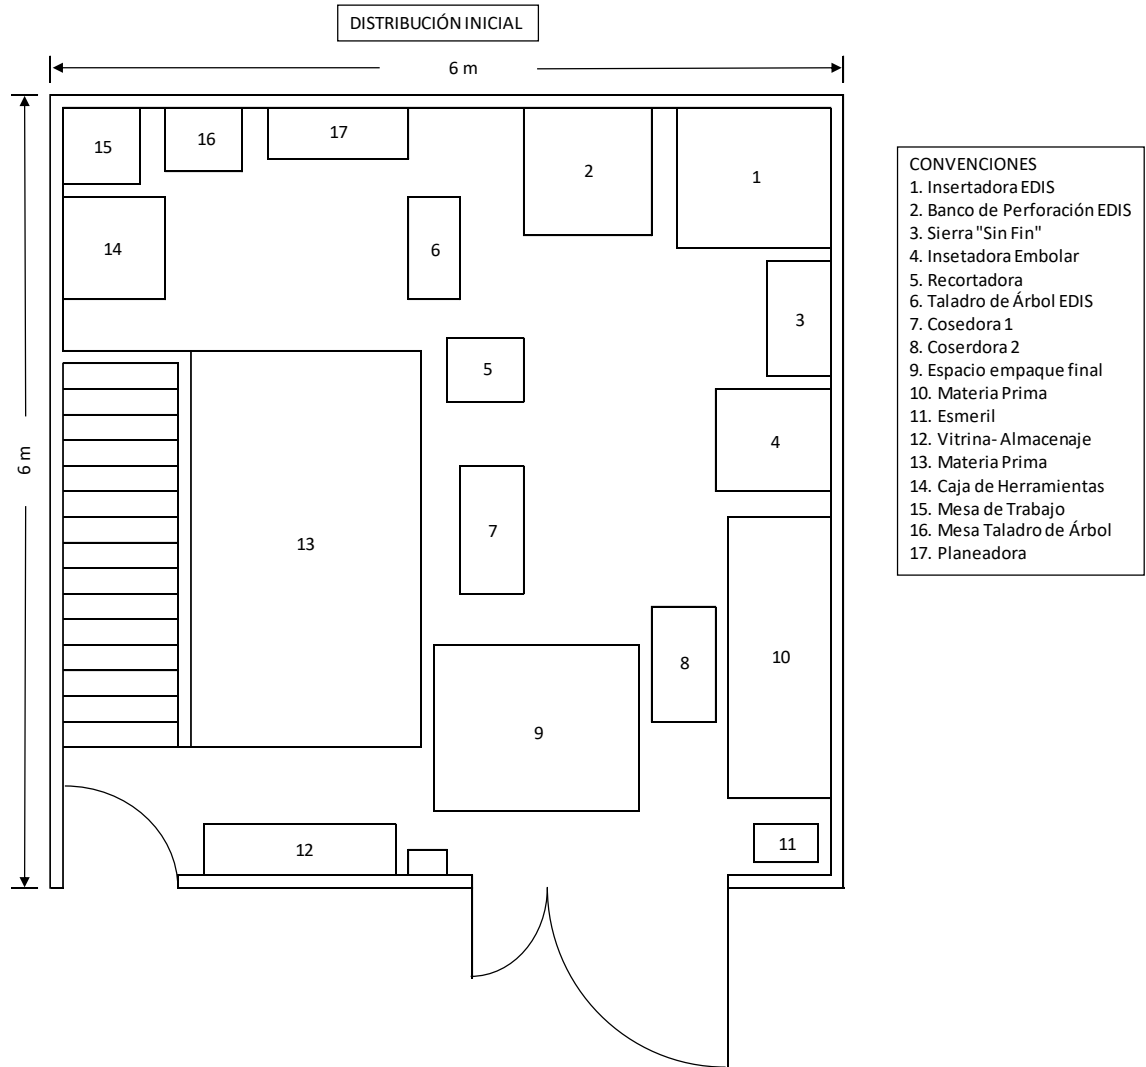 DISTRIBUCIÓN INICIAL
6 m
6 m
15
16
17
2
1
14
6
3
5
4
7
13
8
10
9
12
11
CONVENCIONES
1. Insertadora EDIS
2. Banco de Perforación EDIS
3. Sierra "Sin Fin"
4. Insetadora Embolar
5. Recortadora
6. Taladro de Árbol EDIS
7. Cosedora 1
8. Coserdora 2
9. Espacio empaque final
10. Materia Prima
11. Esmeril
12. Vitrina- Almacenaje
13. Materia Prima
14. Caja de Herramientas
15. Mesa de Trabajo
16. Mesa Taladro de Árbol
17. Planeadora